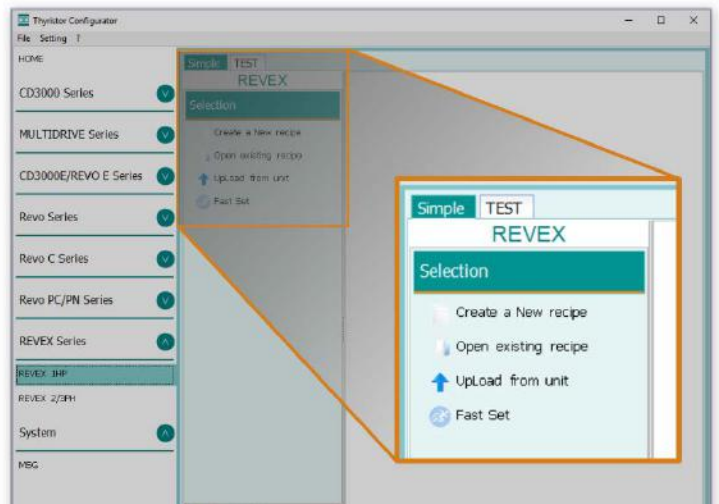 Thyristor Configurator
File Setting ?
HOME
CD3000 Series
MULTIDRIVE Series
CD3000E/REVO E Series
Revo Series
Revo C Series
Revo PC/PN Series
REVEX Series
REVEX 1HP
REVEX 2/3PH
System
MSG
Simple TEST
REVEX
Selection
Create a New recipe
Open existing recipe
UpLoad from unit
Fast Set
Simple TEST
REVEX
Selection
Create a New recipe
Open existing recipe
UpLoad from unit
Fast Set